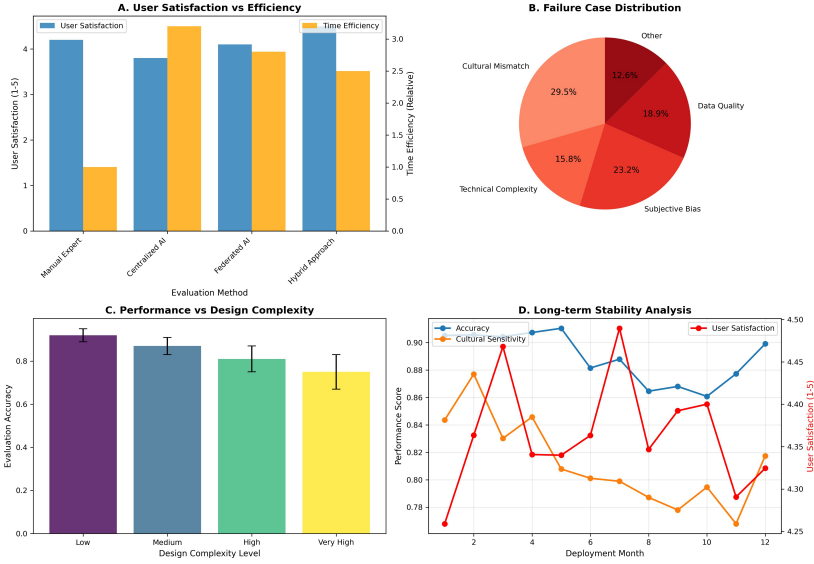 A. User Satisfaction vs Efficiency
User Satisfaction
Time Efficiency
User Satisfaction (1-5)
4
3
2
1
0
3.0
2.5
2.0
1.5
1.0
0.5
0.0
Time Efficiency (Relative)
Manual Expert
Centralized AI
Federated AI
Hybrid Approach
Evaluation Method
B. Failure Case Distribution
Other
12.6%
Cultural Mismatch
29.5%
Data Quality
18.9%
Technical Complexity
15.8%
Subjective Bias
23.2%
C. Performance vs Design Complexity
Evaluation Accuracy
0.8
0.6
0.4
0.2
0.0
Low
Medium
High
Very High
Design Complexity Level
D. Long-term Stability Analysis
Accuracy
Cultural Sensitivity
User Satisfaction
Performance Score
0.90
0.88
0.86
0.84
0.82
0.80
0.78
4.50
4.45
4.40
4.35
4.30
4.25
User Satisfaction (1-5)
2
4
6
8
10
12
Deployment Month